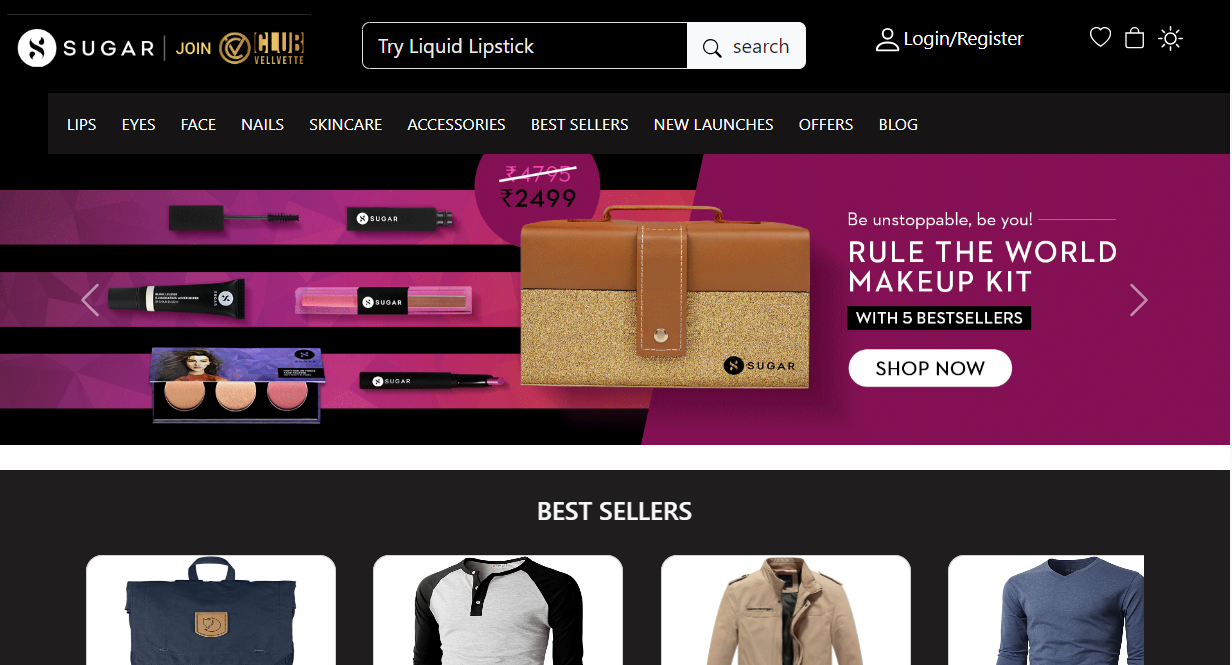 SUGAR JOIN CLUB
VELLVETTE
Try Liquid Lipstick
search
Login/Register
LIPS EYES FACE NAILS SKINCARE ACCESSORIES BEST SELLERS NEW LAUNCHES OFFERS BLOG
₹4795
₹2499
SUGAR
SUGAR
SUGAR
SUGAR
SUGAR
Be unstoppable, be you!
RULE THE WORLD
MAKEUP KIT
WITH 5 BESTSELLERS
SHOP NOW
BEST SELLERS